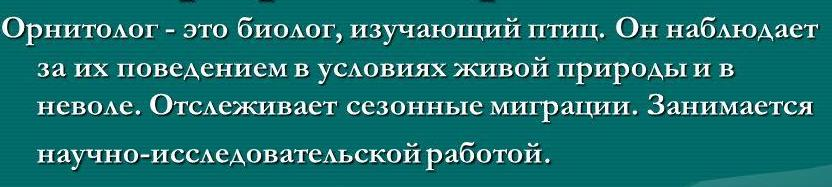 Орнитолог - это биолог, изучающий птиц. Он наблюдает
за их поведением в условиях живой природы и в
неволе. Отслеживает сезонные миграции. Занимается
научно-исследовательской работой.